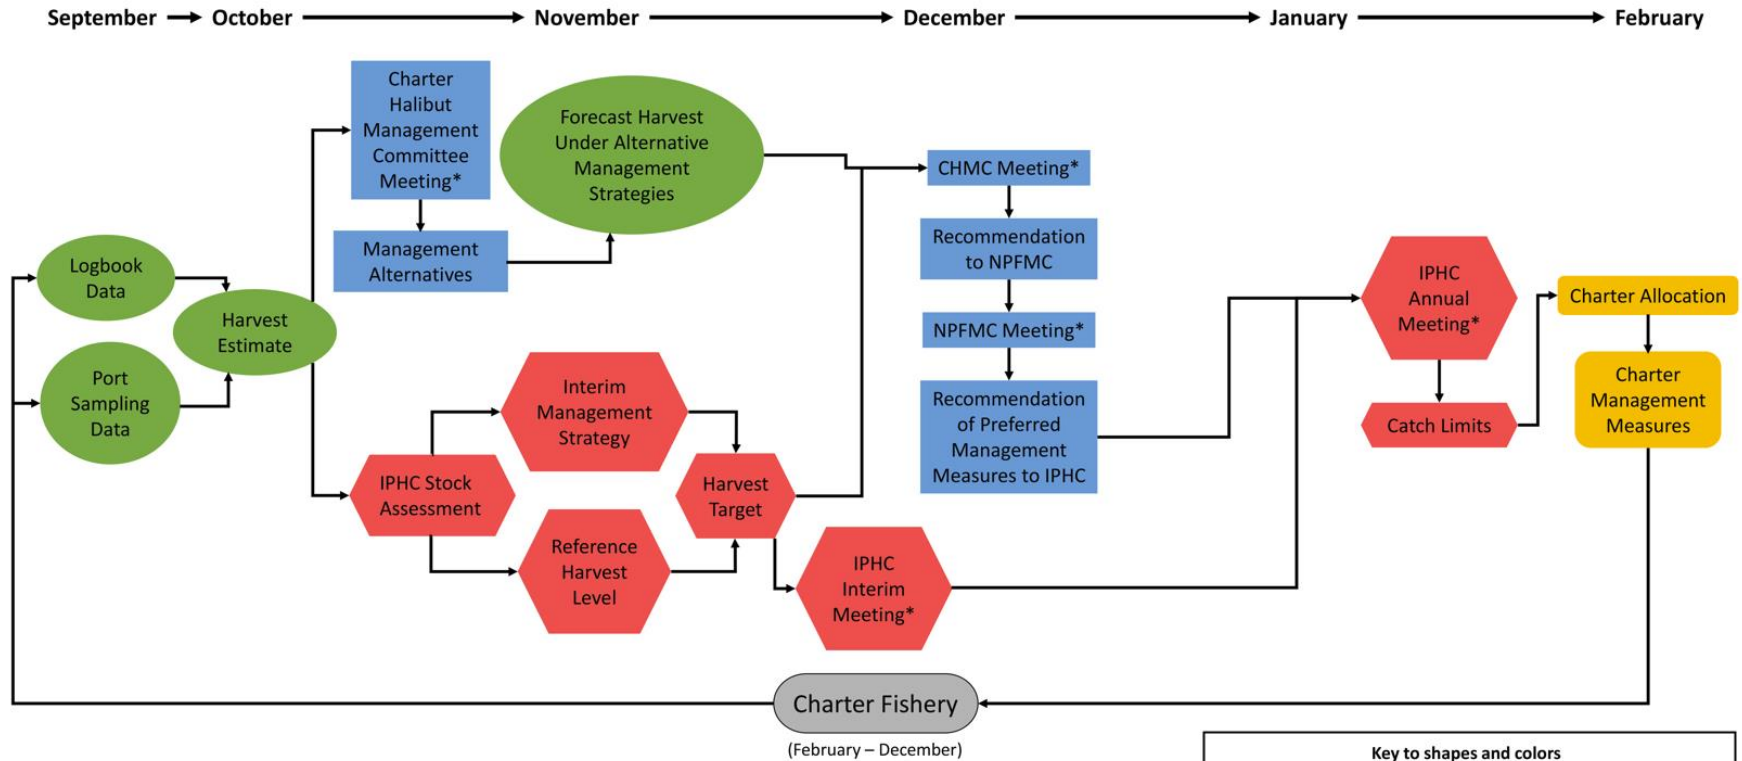 September
October
November
December
January
February
Charter
Halibut
Management
Committee
Meeting*
Management
Alternatives
Forecast Harvest
Under Alternative
Management
Strategies
CHMC Meeting*
Recommendation
to NPFMC
NPFMC Meeting*
Recommendation
of Preferred
Management
Measures to IPHC
Logbook
Data
Port
Sampling
Data
Harvest
Estimate
IPHC Stock
Assessment
Interim
Management
Strategy
Reference
Harvest
Level
Harvest
Target
IPHC
Interim
Meeting*
IPHC
Annual
Meeting*
Catch Limits
Charter Allocation
Charter
Management
Measures
Charter Fishery
(February – December)
Key to shapes and colors